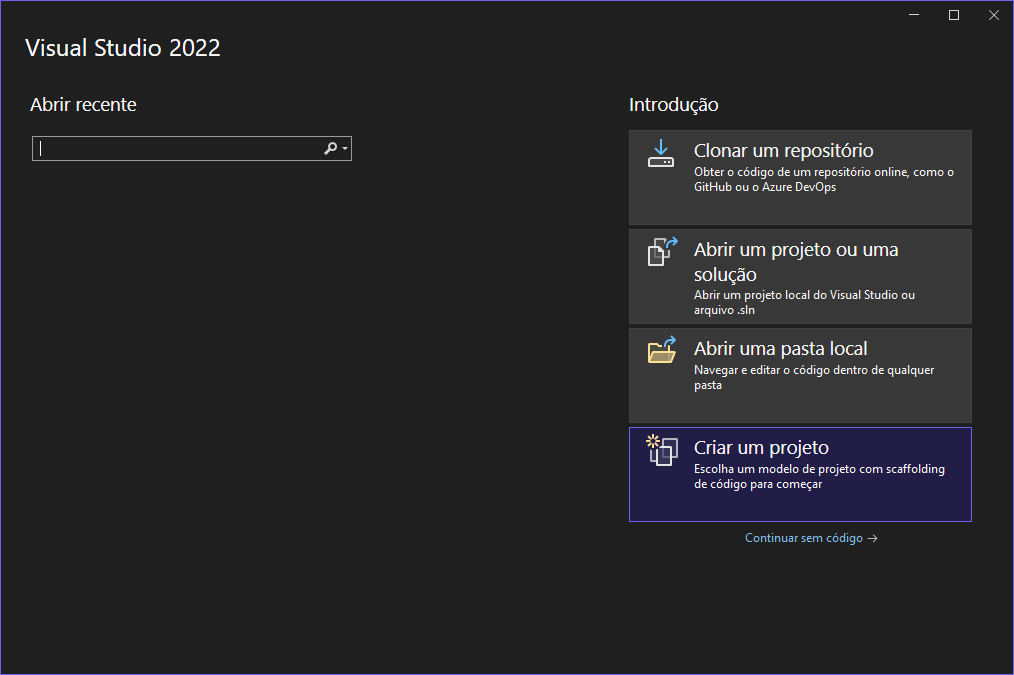 Visual Studio 2022
Abrir recente
Introdução
Clonar um repositório
Obter o código de um repositório online, como o
GitHub ou o Azure DevOps
Abrir um projeto ou uma
solução
Abrir um projeto local do Visual Studio ou
arquivo .sln
Abrir uma pasta local
Navegar e editar o código dentro de qualquer
pasta
Criar um projeto
Escolha um modelo de projeto com scaffolding
de código para começar
Continuar sem código →